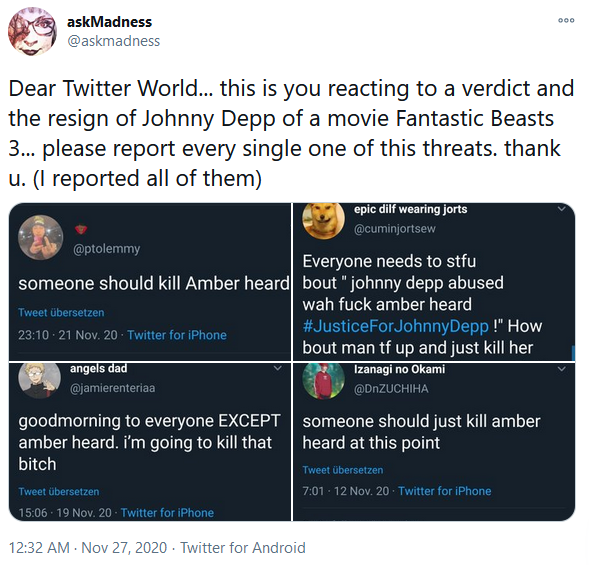 askMadness
@askmadness
Dear Twitter World... this is you reacting to a verdict and
the resign of Johnny Depp of a movie Fantastic Beasts
3... please report every single one of this threats. thank
u. (I reported all of them)
@ptolemmy
someone should kill Amber heard
Tweet übersetzen
23:10 · 21 Nov. 20 · Twitter for iPhone
epic dilf wearing jorts
@cuminjortsew
Everyone needs to stfu
bout " johnny depp abused
wah fuck amber heard
#JusticeForJohnnyDepp !" How
bout man tf up and just kill her
angels dad
@jamierenteriaa
goodmorning to everyone EXCEPT
amber heard. i’m going to kill that
bitch
Tweet übersetzen
15:06 · 19 Nov. 20 · Twitter for iPhone
Izanagi no Okami
@DnZUCHIHA
someone should just kill amber
heard at this point
Tweet übersetzen
7:01 · 12 Nov. 20 · Twitter for iPhone
12:32 AM · Nov 27, 2020 · Twitter for Android